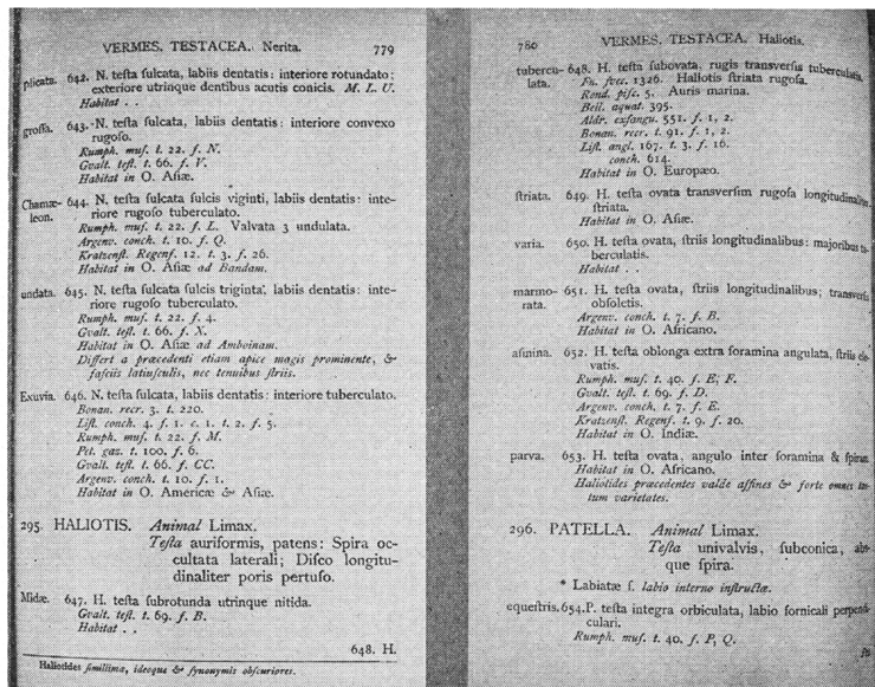 VERMES. TESTACEA. Nerita. 779
plicata. 642. N. teſta ſulcata, labiis dentatis: interiore rotundato;
exteriore utrinque dentibus acutis conicis. M. L. U.
Habitat . .
groſſa. 643. N. teſta ſulcata, labiis dentatis: interiore convexo
rugoſo.
Rumph. muſ. t. 22. f. N.
Gvalt. teſt. t. 66. f. V.
Habitat in O. Aſiæ.
Chamæ- 644. N. teſta ſulcata ſulcis viginti, labiis dentatis: inte-
leon. riore rugoſo tuberculato.
Rumph. muſ. t. 22. f. L. Valvata 3 undulata.
Argenv. conch. t. 10. f. Q.
Kratzenſt. Regenf. 12. t. 3. f. 26.
Habitat in O. Aſiæ ad Bandam.
undata. 645. N. teſta ſulcata ſulcis triginta, labiis dentatis: inte-
riore rugoſo tuberculato.
Rumph. muſ. t. 22. f. 4.
Gvalt. teſt. t. 66. f. X.
Habitat in O. Aſiæ ad Amboinam.
Differt a præcedenti etiam apice magis prominente, &
faſciis latiuſculis, nec tenuibus ſtriis.
Exuvia. 646. N. teſta ſulcata, labiis dentatis: interiore tuberculato.
Bonan. recr. 3. t. 220.
Liſt. conch. 4. f. 1. c. 1. t. 2. f. 5.
Rumph. muſ. t. 22. f. M.
Pet. gaz. t. 100. f. 6.
Gvalt. teſt. t. 66. f. CC.
Argenv. conch. t. 10. f. 1.
Habitat in O. Americæ & Aſiæ.
295. HALIOTIS. Animal Limax.
Teſta auriformis, patens: Spira oc-
cultata laterali; Diſco longitu-
dinaliter poris pertuſo.
Midæ. 647. H. teſta ſubrotunda utrinque nitida.
Gvalt. teſt. t. 69. f. B.
Habitat . .
648. H.
Haliotides ſimillimæ, ideoque & ſynonymis obſcuriores.
780 VERMES. TESTACEA. Haliotis.
tubercu- 648. H. teſta ſubovata, rugis transverſis tuberculatis.
lata. Fn. ſvec. 1326. Haliotis ſtriata rugoſa.
Rond. piſc. 5. Auris marina.
Bell. aquat. 395.
Aldr. exſangu. 551. f. 1, 2.
Bonan. recr. t. 91. f. 1, 2.
Liſt. angl. 167. t. 3. f. 16.
conch. 614.
Habitat in O. Europæo.
ſtriata. 649. H. teſta ovata transverſim rugoſa longitudinaliter
ſtriata.
Habitat in O. Aſiæ.
varia. 650. H. teſta ovata, ſtriis longitudinalibus: majoribus tu-
berculatis.
Habitat . .
marmo- 651. H. teſta ovata, ſtriis longitudinalibus; transverſis
rata. obſoletis.
Argenv. conch. t. 7. f. B.
Habitat in O. Africano.
aſinina. 652. H. teſta oblonga extra foramina angulata, ſtriis ele-
vatis.
Rumph. muſ. t. 40. f. E, F.
Gvalt. teſt. t. 69. f. D.
Argenv. conch. t. 7. f. E.
Kratzenſt. Regenf. t. 9. f. 20.
Habitat in O. Indiæ.
parva. 653. H. teſta ovata, angulo inter foramina & ſpiram
Habitat in O. Africano.
Haliotides præcedentes valde affines & forte omnes tan-
tum varietates.
296. PATELLA. Animal Limax.
Teſta univalvis, ſubconica, abs-
que ſpira.
* Labiatæ ſ. labio interno inſtructæ.
equeſtris. 654. P. teſta integra orbiculata, labio fornicali perpendi-
culari.
Rumph. muſ. t. 40. f. P, Q.